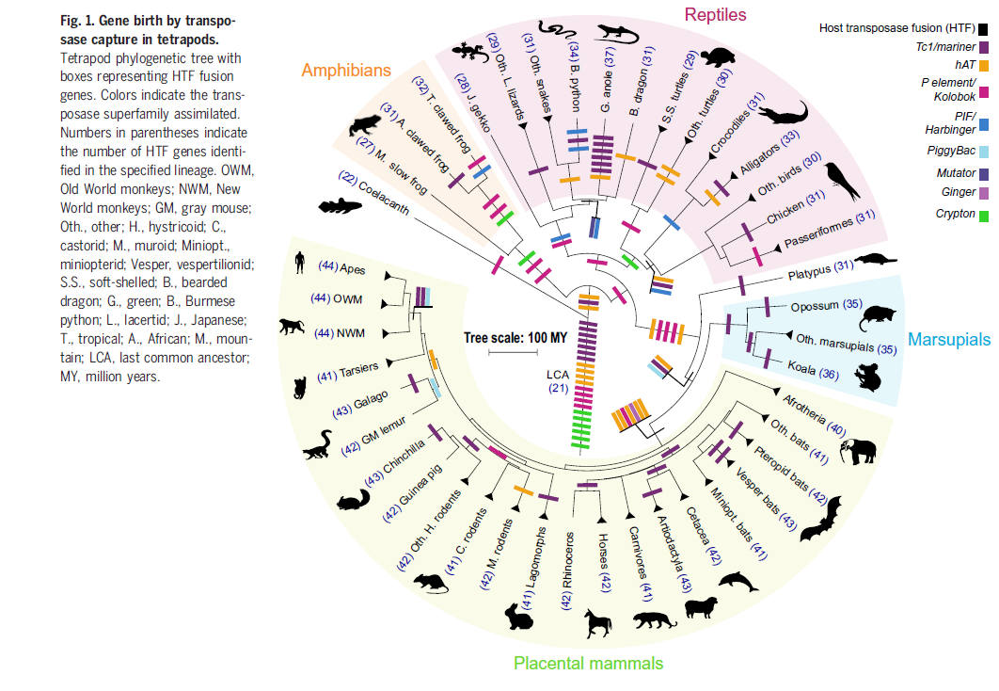 Fig. 1. Gene birth by transpo-
sase capture in tetrapods.
Tetrapod phylogenetic tree with
boxes representing HTF fusion
genes. Colors indicate the trans-
posase superfamily assimilated.
Numbers in parentheses indicate
the number of HTF genes identi-
fied in the specified lineage. OWM,
Old World monkeys; NWM, New
World monkeys; GM, gray mouse;
Oth., other; H., hystricoid; C.,
castorid; M., muroid; Miniopt.,
miniopterid; Vesper, vespertilionid;
S.S., soft-shelled; B., bearded
dragon; G., green; B., Burmese
python; L., lacertid; J., Japanese;
T., tropical; A., African; M., moun-
tain; LCA, last common ancestor;
MY, million years.
Reptiles
Host transposase fusion (HTF)
Tc1/mariner
hAT
P element/
Kolobok
PIF/
Harbinger
PiggyBac
Mutator
Ginger
Crypton
Amphibians
(22) Coelacanth
(27) M. slow frog
(31) A. clawed frog
(32) T. clawed frog
(28) J. gekko
(29) Oth. L. lizards
(31) Oth. snakes
(34) B. python
G. anole (37)
B. dragon (31)
S.S. turtles (29)
Oth. turtles (30)
Crocodiles (31)
Alligators (33)
Oth. birds (30)
Chicken (31)
Passeriformes (31)
Platypus (31)
Opossum (35)
Oth. marsupials (35)
Koala (36)
Marsupials
Afrotheria (40)
Oth. bats (41)
Pteropid bats (42)
Vesper bats (43)
Miniopt. bats (41)
Cetacea (42)
Artiodactyla (43)
Carnivores (41)
Horses (42)
(42) Rhinoceros
(41) Lagomorphs
(42) M. rodents
(41) C. rodents
(42) Oth. H. rodents
(42) Guinea pig
(43) Chinchilla
(42) GM lemur
(43) Galago
(41) Tarsiers
(44) NWM
(44) OWM
(44) Apes
Tree scale: 100 MY
LCA
(21)
Placental mammals